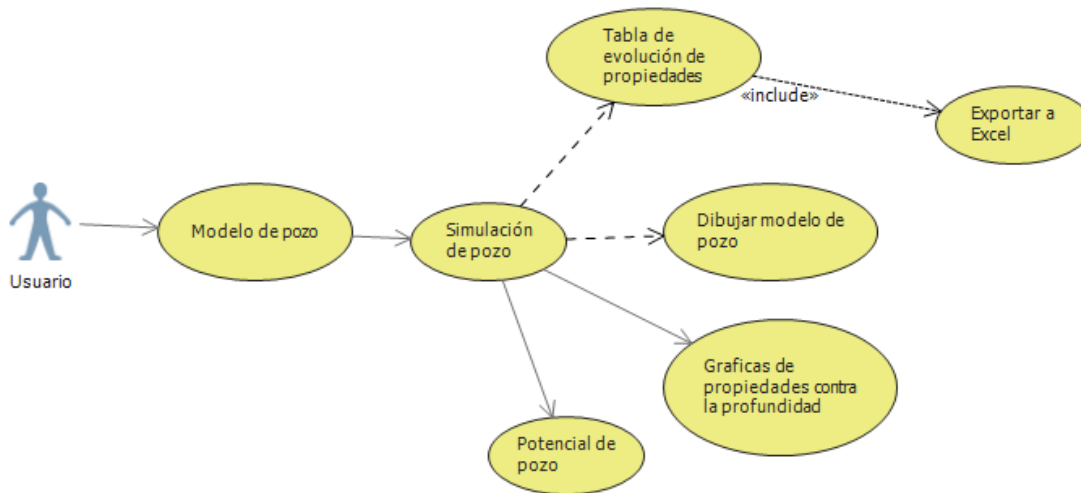 Tabla de
evolución de
propiedades
«include»
Exportar a
Excel
Usuario
Modelo de pozo
Simulación
de pozo
Dibujar modelo de
pozo
Graficas de
propiedades contra
la profundidad
Potencial de
pozo